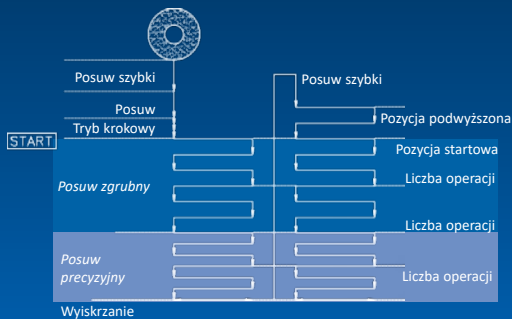 Posuw szybki
Posuw szybki
Posuw
Pozycja podwyższona
Tryb krokowy
START
Pozycja startowa
Posuw zgrubny
Liczba operacji
Liczba operacji
Posuw
precyzyjny
Liczba operacji
Wyiskrzanie